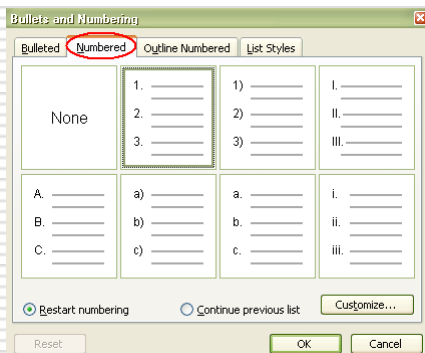 Bullets and Numbering
Bulleted Numbered Outline Numbered List Styles
None
1.
2.
3.
1)
2)
3)
I.
II.
III.
A.
B.
C.
a)
b)
c)
a.
b.
c.
i.
ii.
iii.
Restart numbering Continue previous list Customize...
Reset OK Cancel